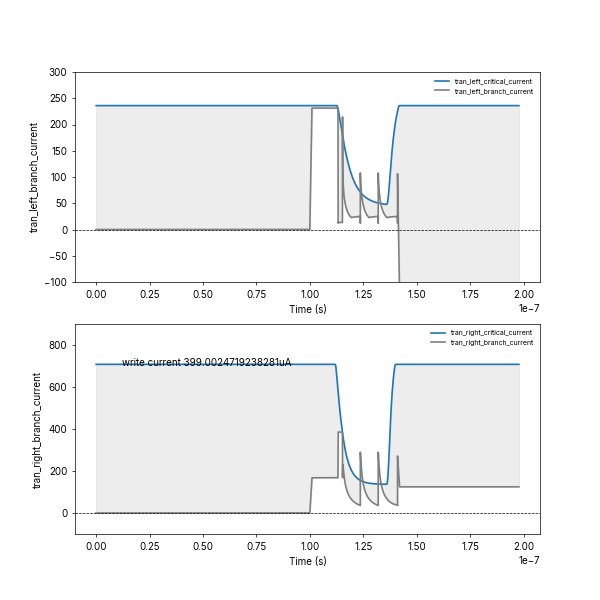 300
250
200
150
100
50
0
−50
−100
tran_left_branch_current
tran_left_critical_current
tran_left_branch_current
0.00 0.25 0.50 0.75 1.00 1.25 1.50 1.75 2.00
1e-7
Time (s)
800
600
400
200
0
tran_right_branch_current
tran_right_critical_current
tran_right_branch_current
write current 399.0024719238281uA
0.00 0.25 0.50 0.75 1.00 1.25 1.50 1.75 2.00
1e-7
Time (s)